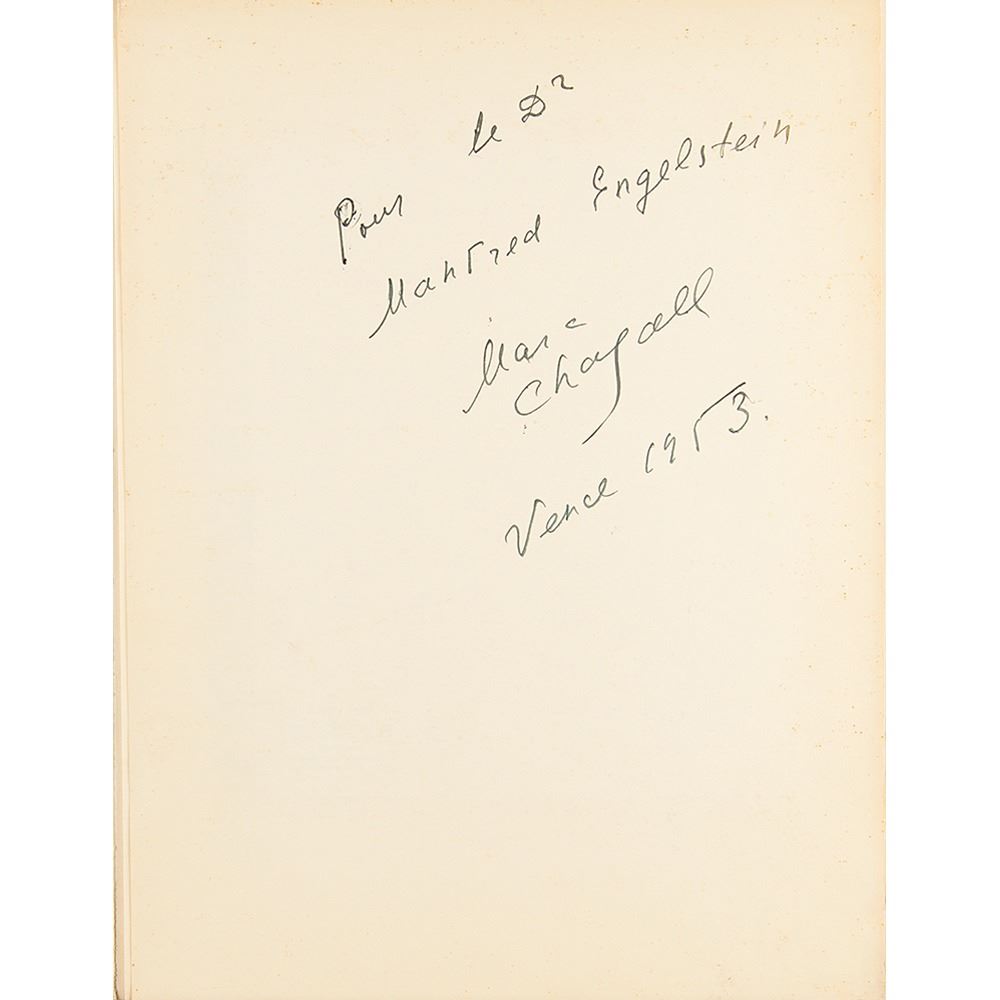 Pour le Dr
Manfred Engelstein
Marc
Chagall
Vence 1953.